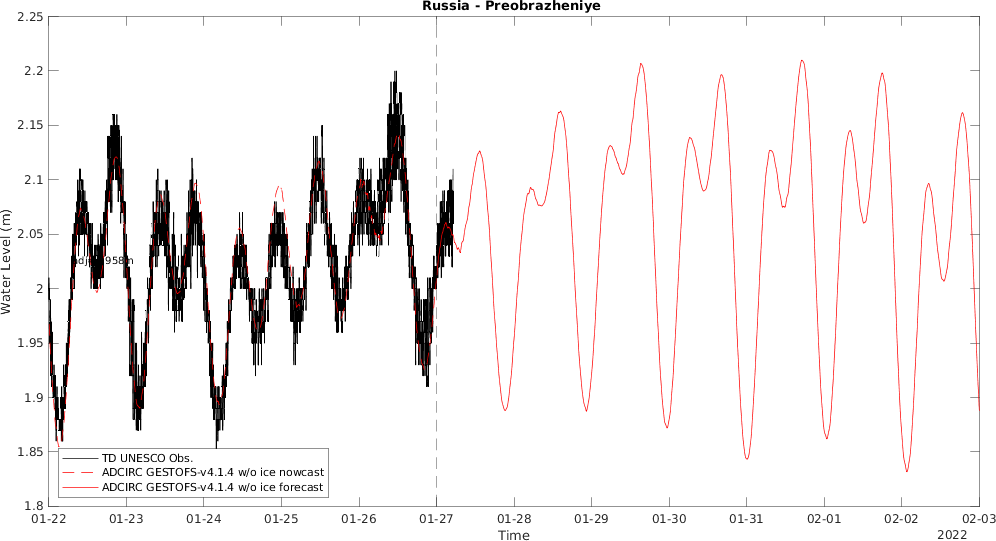 Russia - Preobrazheniye
2.25
2.2
2.15
2.1
2.05
2
1.95
1.9
1.85
1.8
Water Level (m)
TD UNESCO Obs.
ADCIRC GESTOFS-v4.1.4 w/o ice nowcast
ADCIRC GESTOFS-v4.1.4 w/o ice forecast
01-22 01-23 01-24 01-25 01-26 01-27 01-28 01-29 01-30 01-31 02-01 02-02 02-03
Time
2022